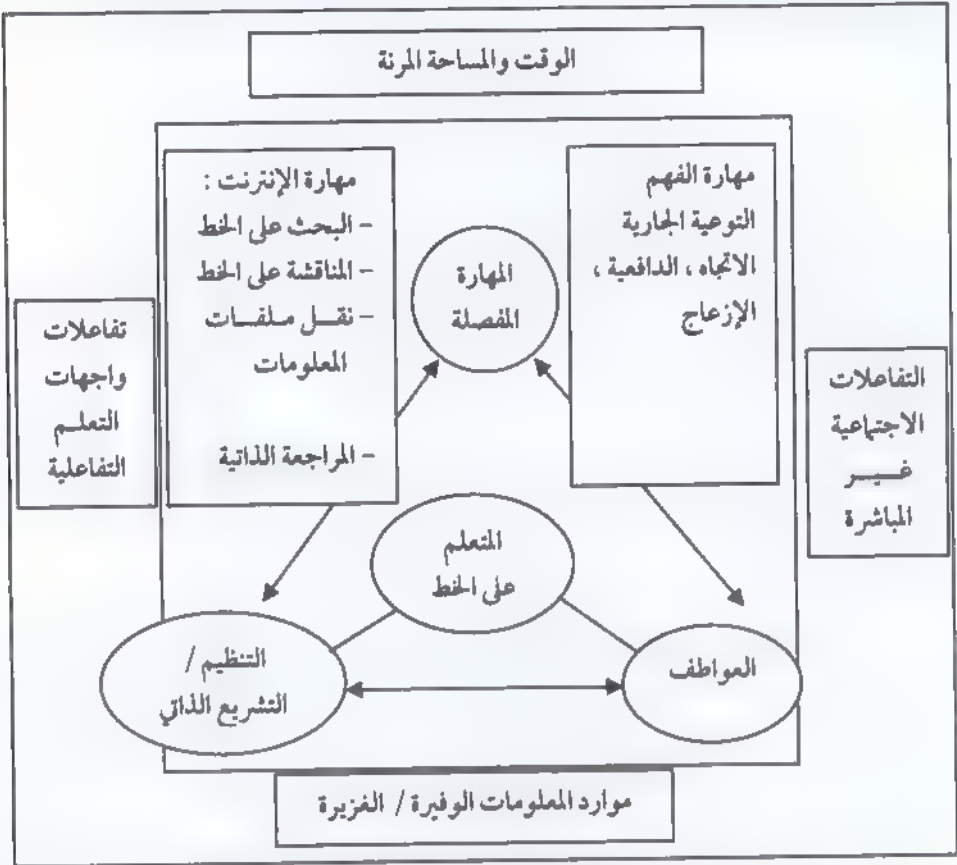 الوقت والمساحة المرنة
مهارة الفهم
التوعية الجارية
الاتجاه ، الدافعية ،
الإزعاج
مهارة الإنترنت :
- البحث على الخط
- المناقشة على الخط
- نقل ملفات
المعلومات
- المراجعة الذاتية
المهارة
المفصلة
التفاعلات
الاجتماعية
غير
المباشرة
تفاعلات
واجهات
التعلم
التفاعلية
المتعلم
على الخط
العواطف
التنظيم /
التشريع الذاتي
موارد المعلومات الوفيرة / الغزيرة